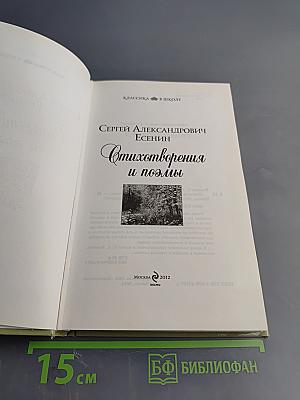 КЛАССИКА В ШКОЛЕ
СЕРГЕЙ АЛЕКСАНДРОВИЧ
ЕСЕНИН
Стихотворения
и поэмы
МОСКВА 2012
15 см
БФ БИБЛИОФАН